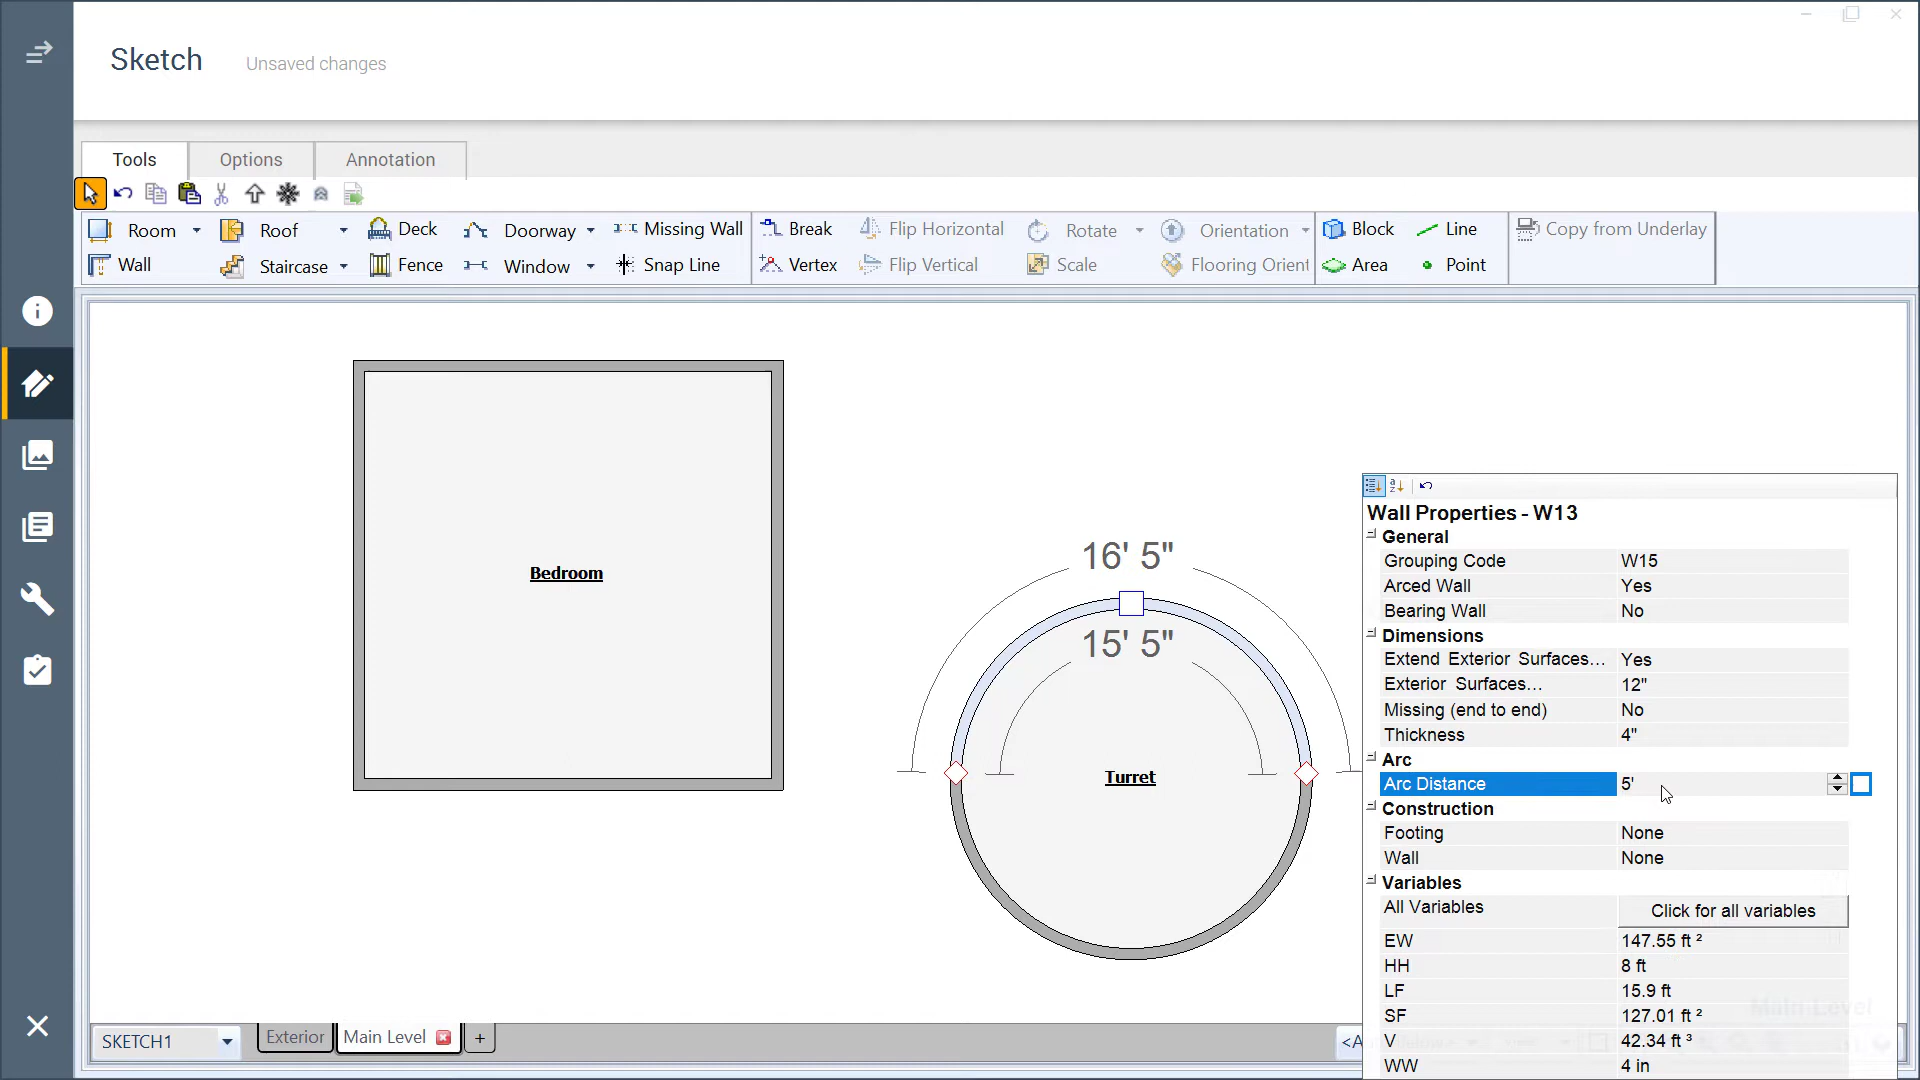 Sketch Unsaved changes
Tools Options Annotation
Room Roof Deck Doorway Missing Wall Break Flip Horizontal Rotate Orientation Block Line Copy from Underlay
Wall Staircase Fence Window Snap Line Vertex Flip Vertical Scale Flooring Orient Area Point
Bedroom
16' 5"
15' 5"
Turret
Wall Properties - W13
General
Grouping Code W15
Arced Wall Yes
Bearing Wall No
Dimensions
Extend Exterior Surfaces... Yes
Exterior Surfaces... 12"
Missing (end to end) No
Thickness 4"
Arc
Arc Distance 5'
Construction
Footing None
Wall None
Variables
All Variables Click for all variables
EW 147.55 ft ²
HH 8 ft
LF 15.9 ft
SF 127.01 ft ²
V 42.34 ft ³
WW 4 in
Main Level
SKETCH1 Exterior Main Level + <A